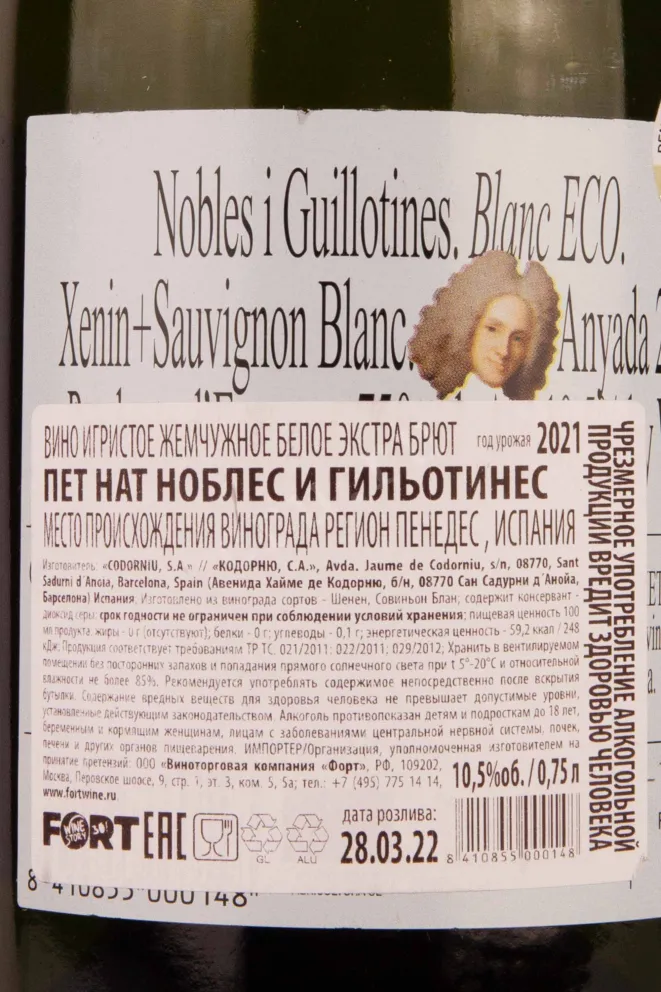 Nobles i Guillotines. Blanc ECO.
Xenin+Sauvignon Blanc. Anyada
ВИНО ИГРИСТОЕ ЖЕМЧУЖНОЕ БЕЛОЕ ЭКСТРА БРЮТ год урожая 2021
ПЕТ НАТ НОБЛЕС И ГИЛЬОТИНЕС
МЕСТО ПРОИСХОЖДЕНИЯ ВИНОГРАДА РЕГИОН ПЕНЕДЕС , ИСПАНИЯ
Изготовитель: «CODORNIU, S.A.» // «КОДОРНЮ, С.А.», Avda. Jaume de Codorniu, s/n, 08770, Sant
Sadurni d'Anoia, Barcelona, Spain (Авенида Хайме де Кодорню, б/н, 08770 Сан Садурни д'Анойа,
Барселона) Испания. Изготовлено из винограда сортов - Шенен, Совиньон Блан; содержит консервант -
диоксид серы; срок годности не ограничен при соблюдении условий хранения; пищевая ценность 100
мл продукта: жиры - 0 г (отсутствуют); белки - 0 г; углеводы - 0,1 г; энергетическая ценность - 59,2 ккал / 248
кДж. Продукция соответствует требованиям ТР ТС: 021/2011; 022/2011; 029/2012; Хранить в вентилируемом
помещении без посторонних запахов и попадания прямого солнечного света при t 5°-20°C и относительной
влажности не более 85%. Рекомендуется употреблять содержимое непосредственно после вскрытия
бутылки. Содержание вредных веществ для здоровья человека не превышает допустимые уровни,
установленные действующим законодательством. Алкоголь противопоказан детям и подросткам до 18 лет,
беременным и кормящим женщинам, лицам с заболеваниями центральной нервной системы, почек,
печени и других органов пищеварения. ИМПОРТЕР/Организация, уполномоченная изготовителем на
принятие претензий: ООО «Виноторговая компания «Форт», РФ, 109202,
Москва, Перовское шоссе, 9, стр. 1, эт. 3, ком. 5, 5а; тел.: +7 (495) 775 14 14,
www.fortwine.ru
10,5%об. / 0,75л
FORT WINE STORY 30! EAC
GL
ALU
дата розлива:
28.03.22
8 410855 000148
ЧРЕЗМЕРНОЕ УПОТРЕБЛЕНИЕ АЛКОГОЛЬНОЙ
ПРОДУКЦИИ ВРЕДИТ ЗДОРОВЬЮ ЧЕЛОВЕКА
8 410855 000148